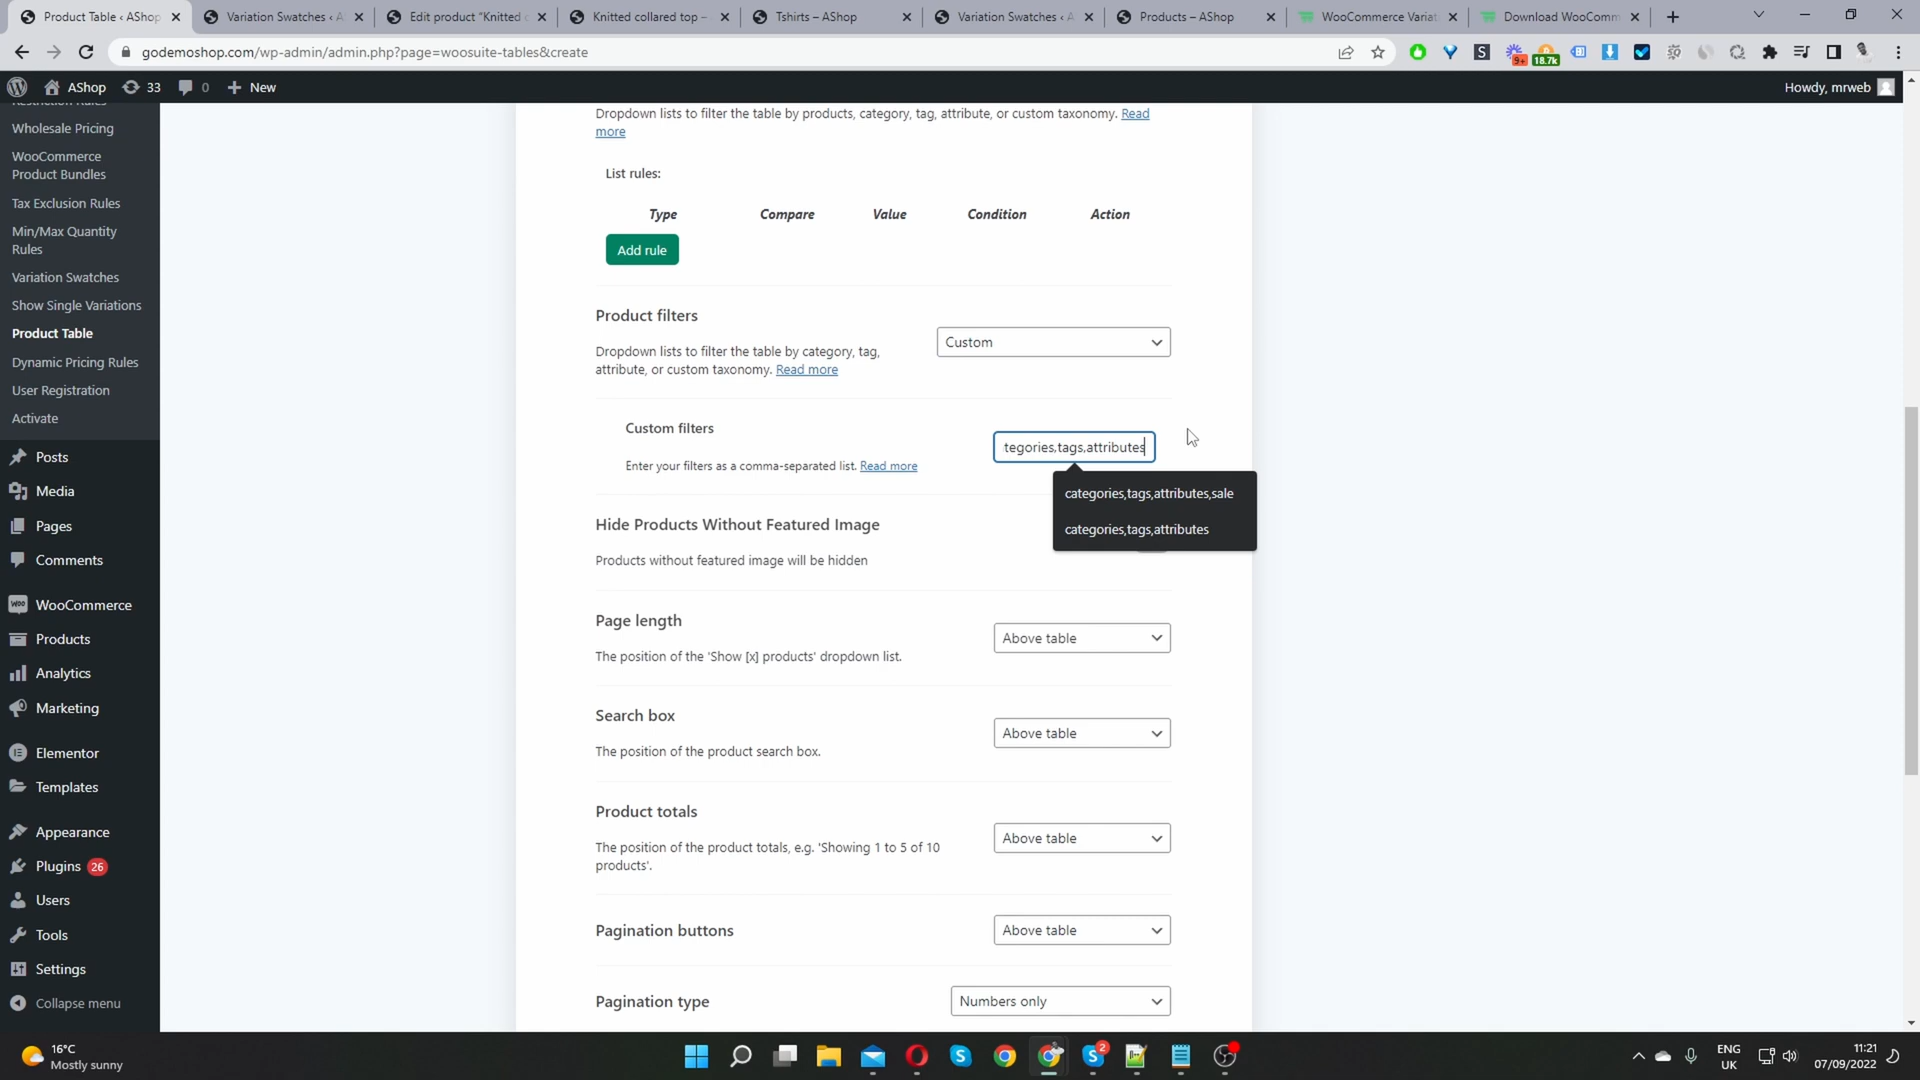 Product Table ‹ AShop
Variation Swatches ‹ A
Edit product "Knitted
Knitted collared top –
Tshirts – AShop
Variation Swatches ‹ A
Products – AShop
WooCommerce Variat
Download WooComm
godemoshop.com/wp-admin/admin.php?page=woosuite-tables&create
9+
18.7k
AShop
33
0
New
Howdy, mrweb
Restriction Rules
Wholesale Pricing
WooCommerce
Product Bundles
Tax Exclusion Rules
Min/Max Quantity
Rules
Variation Swatches
Show Single Variations
Product Table
Dynamic Pricing Rules
User Registration
Activate
Posts
Media
Pages
Comments
WooCommerce
Products
Analytics
Marketing
Elementor
Templates
Appearance
Plugins 26
Users
Tools
Settings
Collapse menu
Dropdown lists to filter the table by products, category, tag, attribute, or custom taxonomy. Read
more
List rules:
Type Compare Value Condition Action
Add rule
Product filters
Custom
Dropdown lists to filter the table by category, tag,
attribute, or custom taxonomy. Read more
Custom filters
tegories,tags,attributes
Enter your filters as a comma-separated list. Read more
categories,tags,attributes,sale
categories,tags,attributes
Hide Products Without Featured Image
Products without featured image will be hidden
Page length
Above table
The position of the 'Show [x] products' dropdown list.
Search box
Above table
The position of the product search box.
Product totals
Above table
The position of the product totals, e.g. 'Showing 1 to 5 of 10
products'.
Pagination buttons
Above table
Pagination type
Numbers only
16°C
Mostly sunny
2
ENG
UK
11:21
07/09/2022